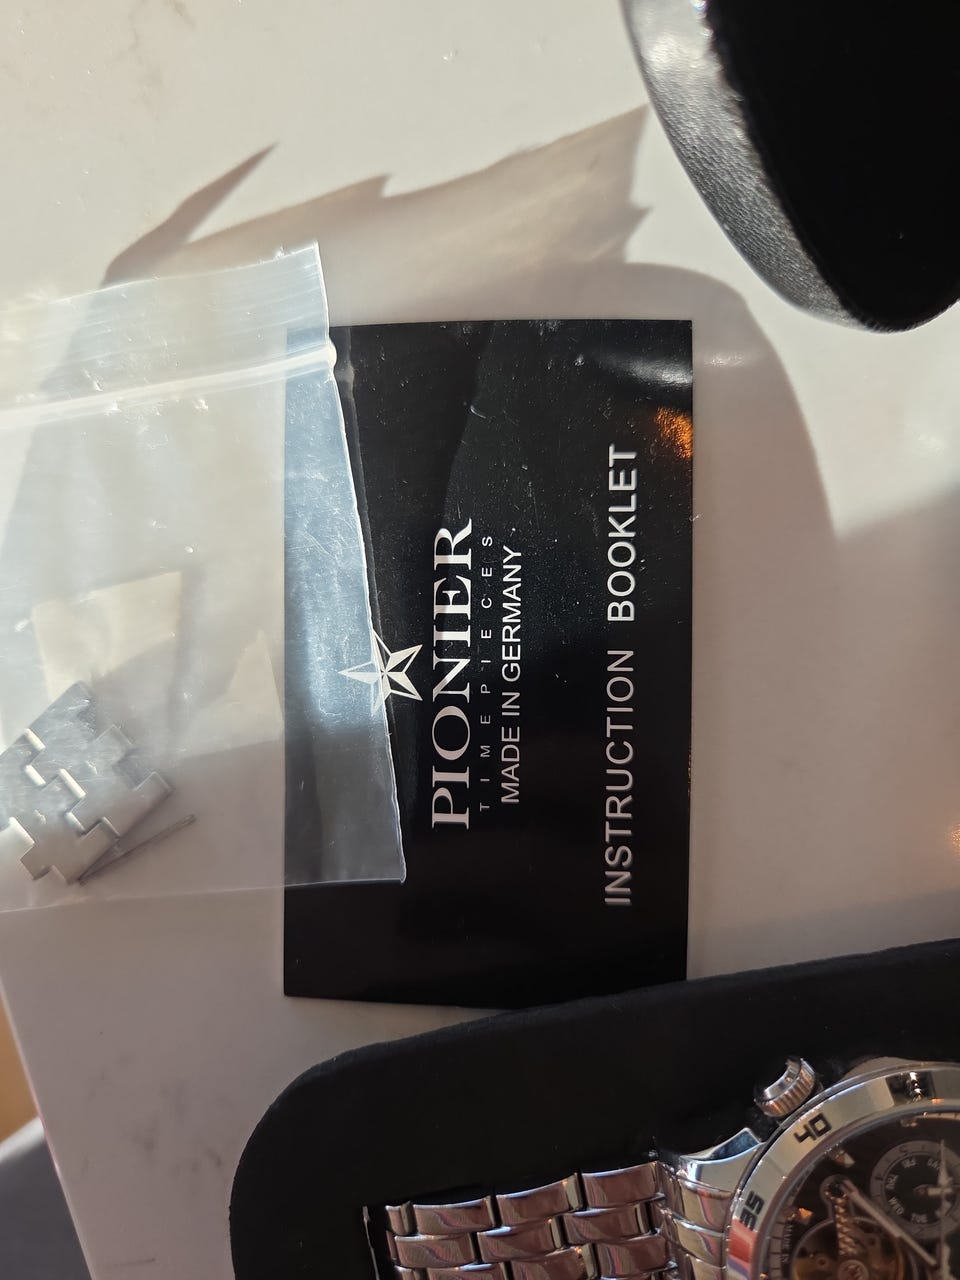 PIONIER
TIMEPIECES
MADE IN GERMANY
INSTRUCTION BOOKLET
40
35